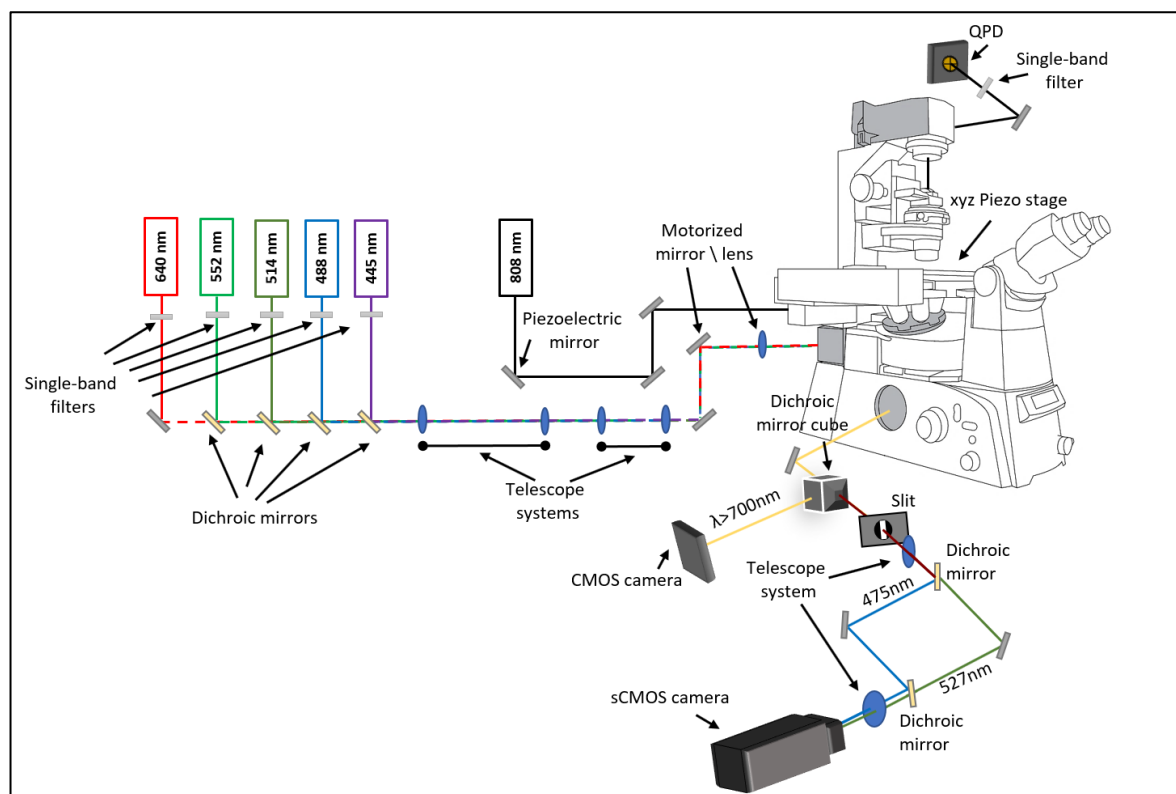 QPD
Single-band
filter
xyz Piezo stage
640 nm
552 nm
514 nm
488 nm
445 nm
808 nm
Motorized
mirror \ lens
Piezoelectric
mirror
Single-band
filters
Dichroic mirrors
Telescope
systems
Dichroic
mirror cube
λ>700nm
CMOS camera
Slit
Telescope
system
Dichroic
mirror
475nm
527nm
sCMOS camera
Dichroic
mirror